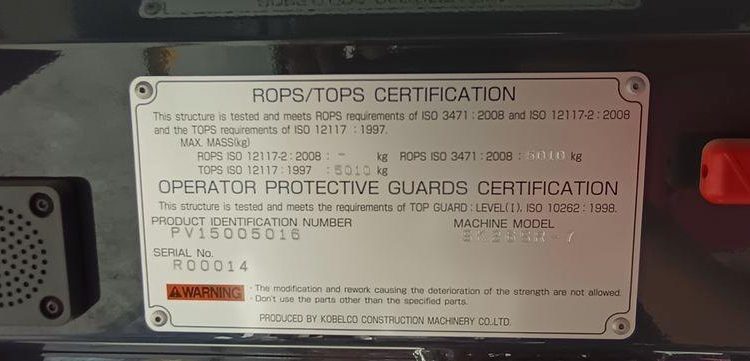 ROPS/TOPS CERTIFICATION
This structure is tested and meets ROPS requirements of ISO 3471 : 2008 and ISO 12117-2 : 2008
and the TOPS requirements of ISO 12117 : 1997.
MAX. MASS(kg)
ROPS ISO 12117-2 : 2008 : - kg ROPS ISO 3471 : 2008 : 5010 kg
TOPS ISO 12117 : 1997 : 5010 kg
OPERATOR PROTECTIVE GUARDS CERTIFICATION
This structure is tested and meets the requirements of TOP GUARD : LEVEL(I), ISO 10262 : 1998.
PRODUCT IDENTIFICATION NUMBER MACHINE MODEL
PV15005016
SERIAL No.
R00014
WARNING · The modification and rework causing the deterioration of the strength are not allowed.
· Don't use the parts other than the specified parts.
PRODUCED BY KOBELCO CONSTRUCTION MACHINERY CO.,LTD.